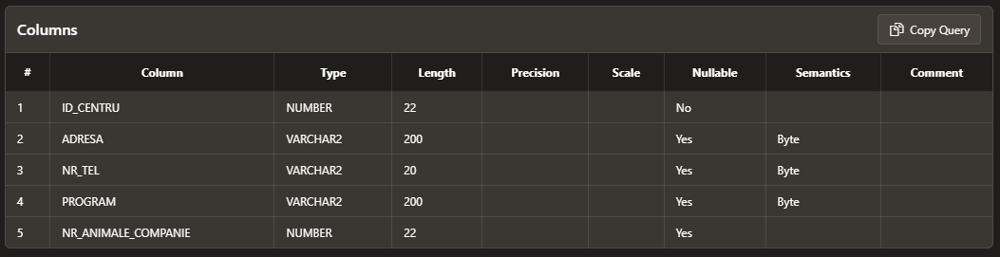 Columns
Copy Query
# Column Type Length Precision Scale Nullable Semantics Comment
1 ID_CENTRU NUMBER 22 No
2 ADRESA VARCHAR2 200 Yes Byte
3 NR_TEL VARCHAR2 20 Yes Byte
4 PROGRAM VARCHAR2 200 Yes Byte
5 NR_ANIMALE_COMPANIE NUMBER 22 Yes